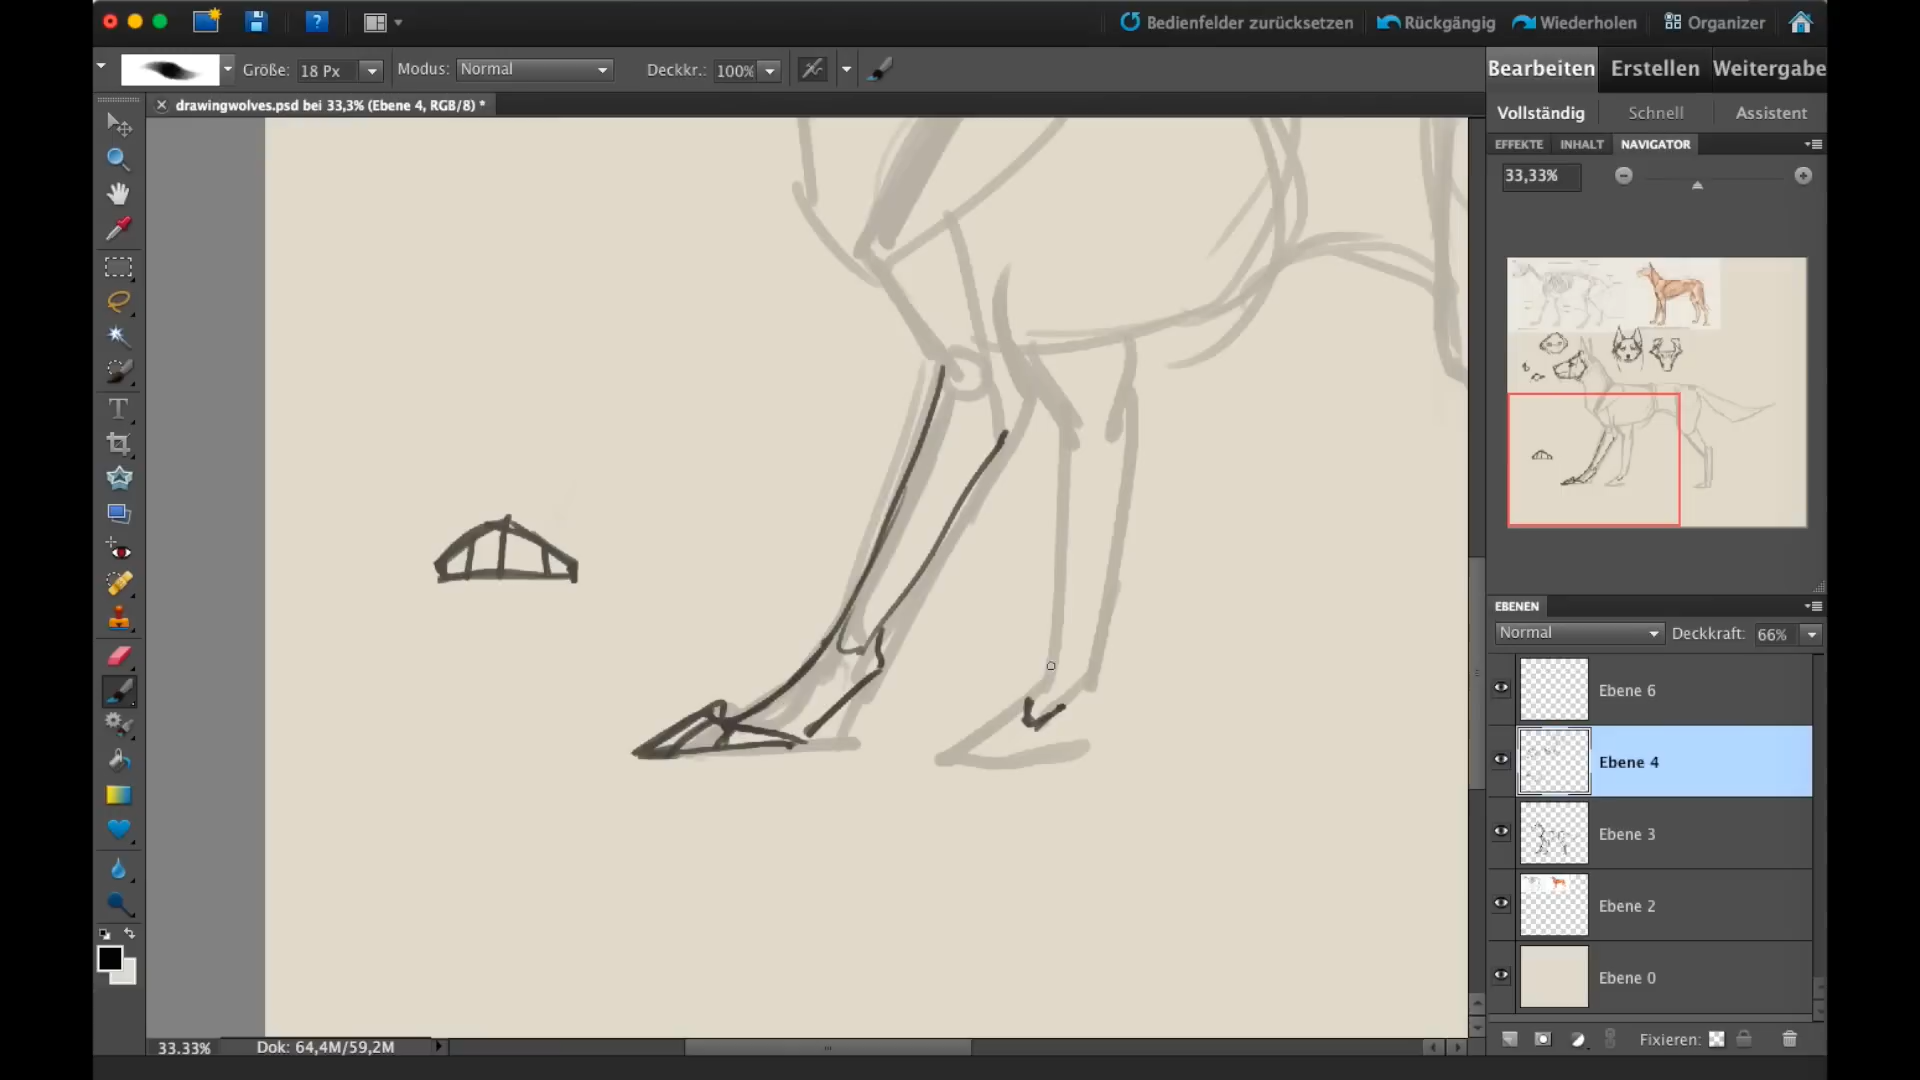 Bedienfelder zurücksetzen Rückgängig Wiederholen Organizer
Größe: 18 Px Modus: Normal Deckkr.: 100%
Bearbeiten Erstellen Weitergabe
drawingwolves.psd bei 33,3% (Ebene 4, RGB/8) *
Vollständig Schnell Assistent
EFFEKTE INHALT NAVIGATOR
33,33%
EBENEN
Normal Deckkraft: 66%
Ebene 6
Ebene 4
Ebene 3
Ebene 2
Ebene 0
Fixieren:
33.33% Dok: 64,4M/59,2M